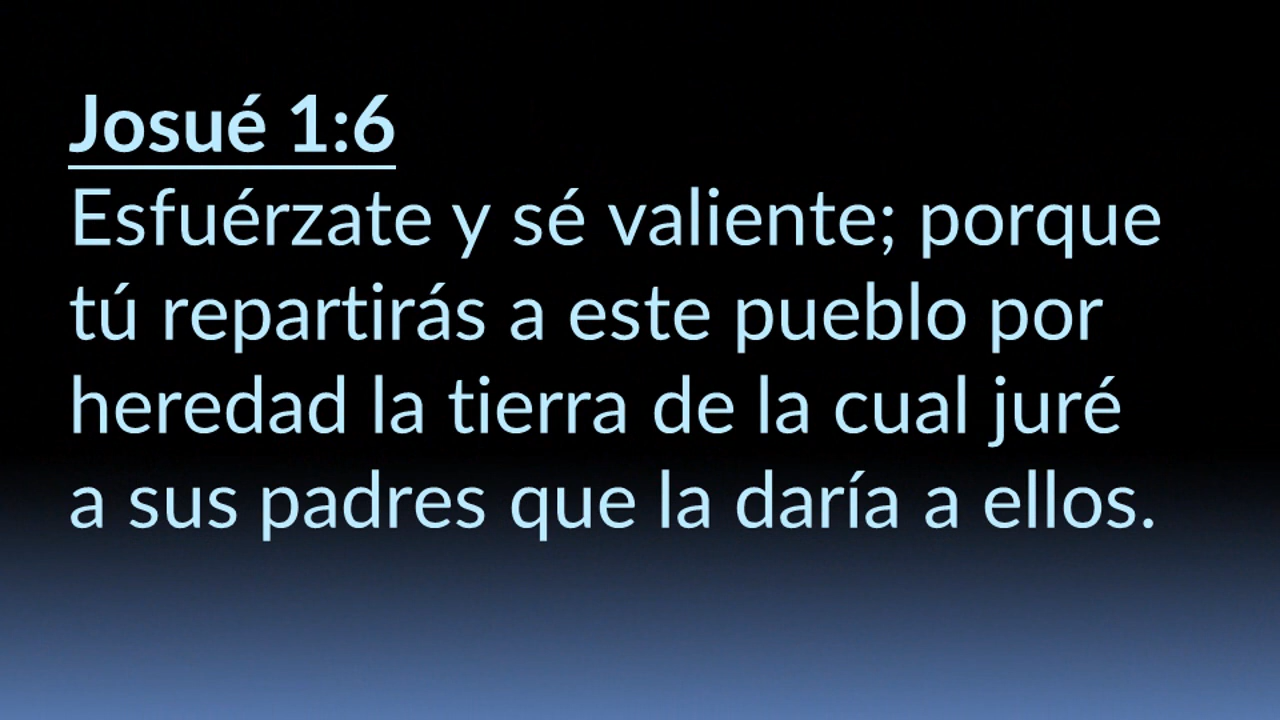 Josué 1:6
Esfuérzate y sé valiente; porque
tú repartirás a este pueblo por
heredad la tierra de la cual juré
a sus padres que la daría a ellos.